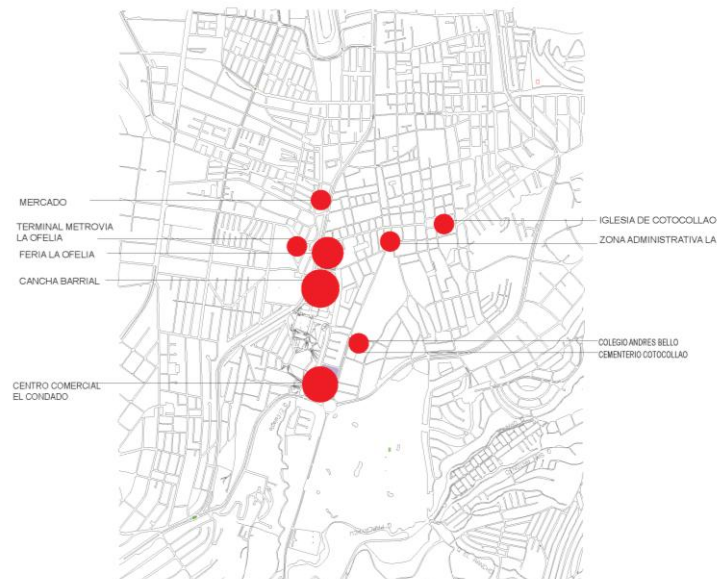 MERCADO
TERMINAL METROVIA
LA OFELIA
FERIA LA OFELIA
CANCHA BARRIAL
CENTRO COMERCIAL
EL CONDADO
IGLESIA DE COTOCOLLAO
ZONA ADMINISTRATIVA LA
COLEGIO ANDRES BELLO
CEMENTERIO COTOCOLLAO